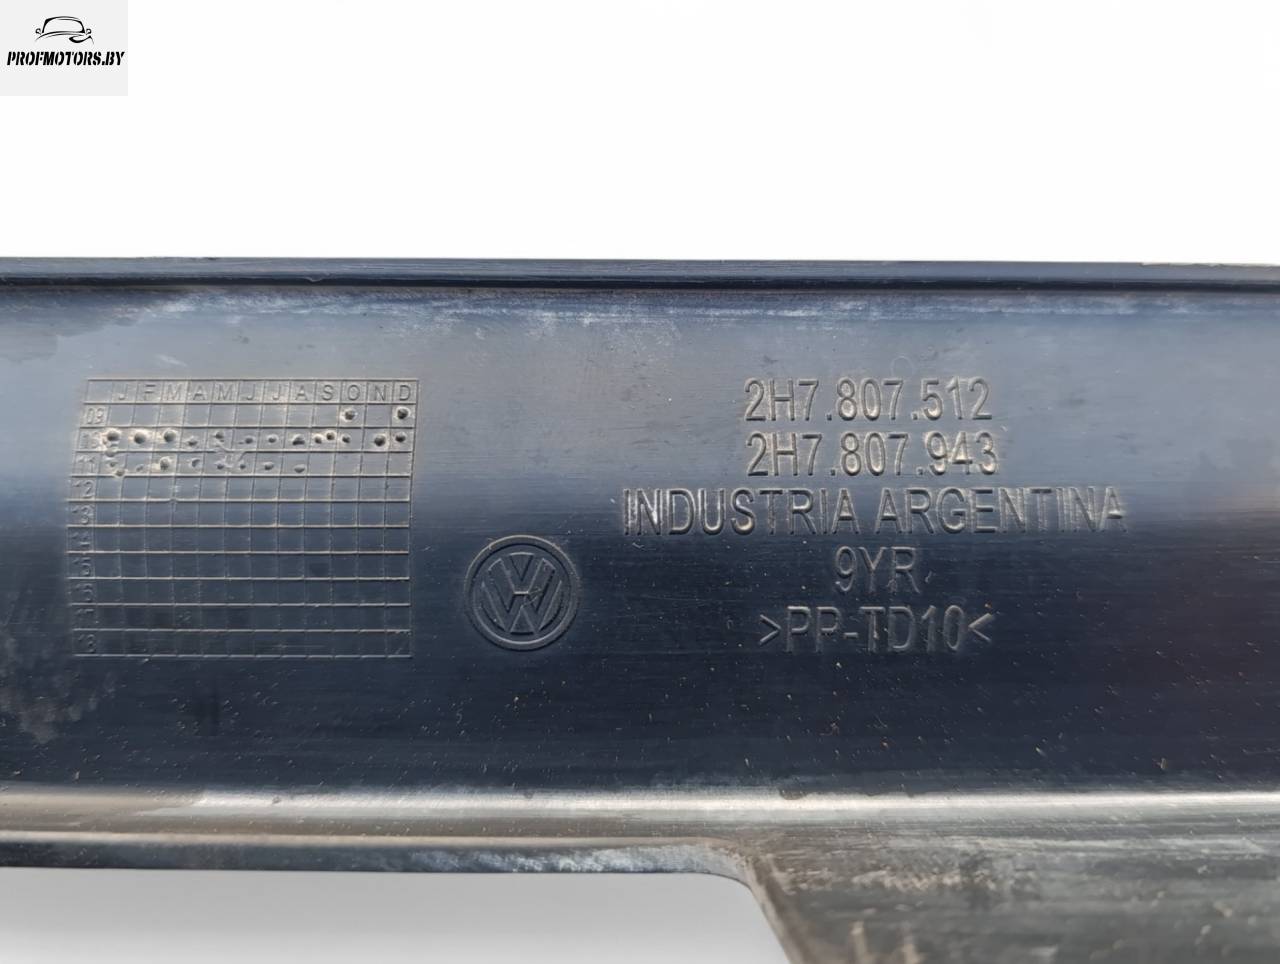 PROFMOTORS.BY
J F M A M J J A S O N D
09
10
11
12
13
14
15
16
17
18
2H7.807.512
2H7.807.943
INDUSTRIA ARGENTINA
9YR
>PP-TD10<